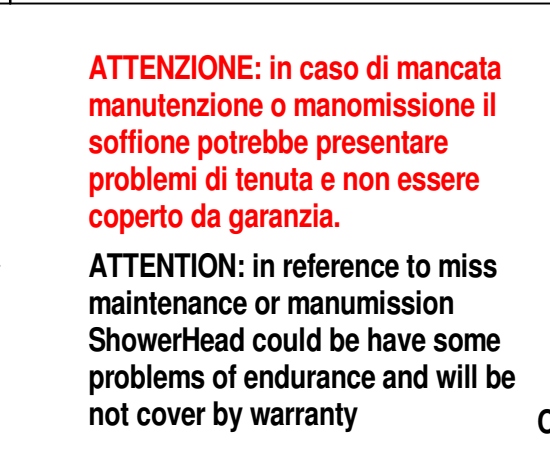 ATTENZIONE: in caso di mancata
manutenzione o manomissione il
soffione potrebbe presentare
problemi di tenuta e non essere
coperto da garanzia.
ATTENTION: in reference to miss
maintenance or manumission
ShowerHead could be have some
problems of endurance and will be
not cover by warranty